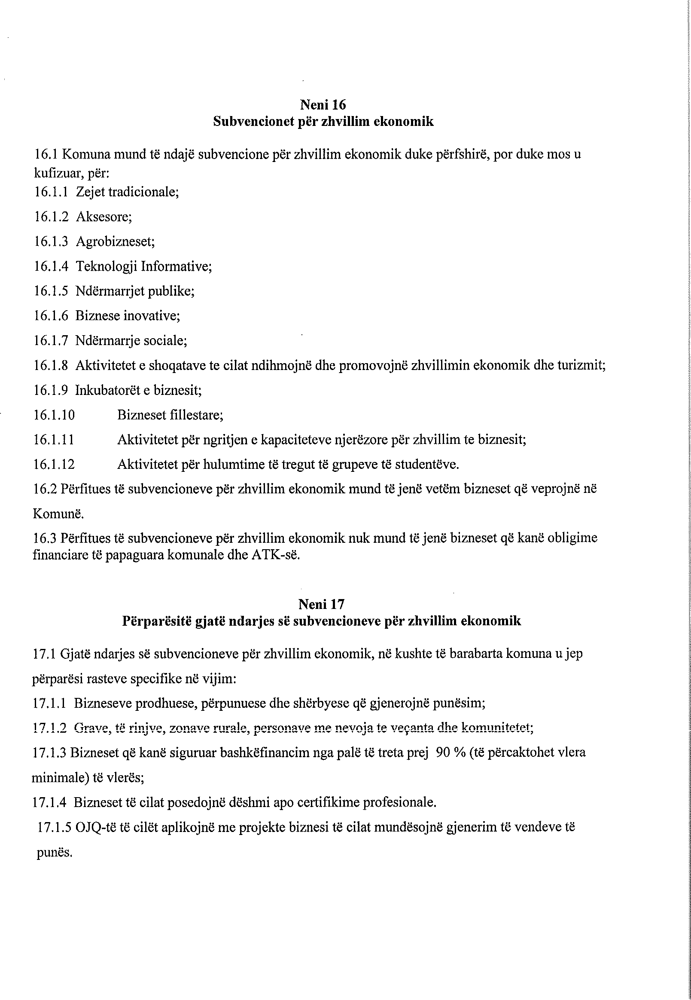 Neni 16
Subvencionet për zhvillim ekonomik
16.1 Komuna mund të ndajë subvencione për zhvillim ekonomik duke përfshirë, por duke mos u
kufizuar, për:
16.1.1 Zejet tradicionale;
16.1.2 Aksesore;
16.1.3 Agrobizneset;
16.1.4 Teknologji Informative;
16.1.5 Ndërmarrjet publike;
16.1.6 Biznese inovative;
16.1.7 Ndërmarrje sociale;
16.1.8 Aktivitetet e shoqatave te cilat ndihmojnë dhe promovojnë zhvillimin ekonomik dhe turizmit;
16.1.9 Inkubatorët e biznesit;
16.1.10 Bizneset fillestare;
16.1.11 Aktivitetet për ngritjen e kapaciteteve njerëzore për zhvillim te biznesit;
16.1.12 Aktivitetet për hulumtime të tregut të grupeve të studentëve.
16.2 Përfitues të subvencioneve për zhvillim ekonomik mund të jenë vetëm bizneset që veprojnë në
Komunë.
16.3 Përfitues të subvencioneve për zhvillim ekonomik nuk mund të jenë bizneset që kanë obligime
financiare të papaguara komunale dhe ATK-së.
Neni 17
Përparësitë gjatë ndarjes së subvencioneve për zhvillim ekonomik
17.1 Gjatë ndarjes së subvencioneve për zhvillim ekonomik, në kushte të barabarta komuna u jep
përparësi rasteve specifike në vijim:
17.1.1 Bizneseve prodhuese, përpunuese dhe shërbyese që gjenerojnë punësim;
17.1.2 Grave, të rinjve, zonave rurale, personave me nevoja te veçanta dhe komunitetet;
17.1.3 Bizneset që kanë siguruar bashkëfinancim nga palë të treta prej 90 % (të përcaktohet vlera
minimale) të vlerës;
17.1.4 Bizneset të cilat posedojnë dëshmi apo certifikime profesionale.
17.1.5 OJQ-të të cilët aplikojnë me projekte biznesi të cilat mundësojnë gjenerim të vendeve të
punës.